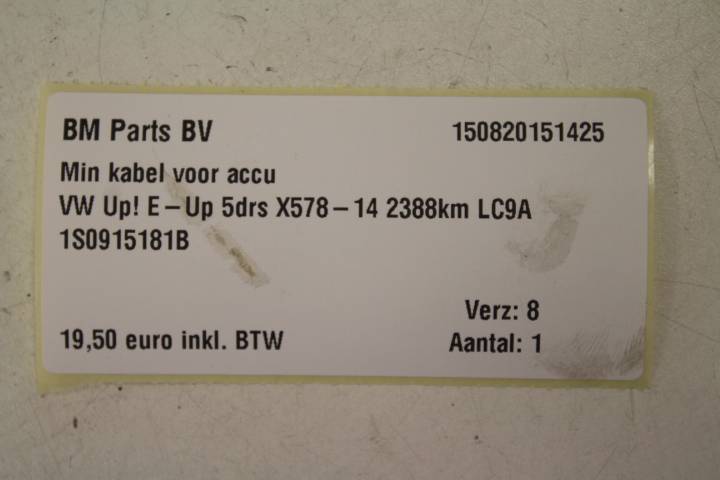 BM Parts BV 150820151425
Min kabel voor accu
VW Up! E-Up 5drs X578-14 2388km LC9A
1S0915181B
Verz: 8
19,50 euro inkl. BTW Aantal: 1